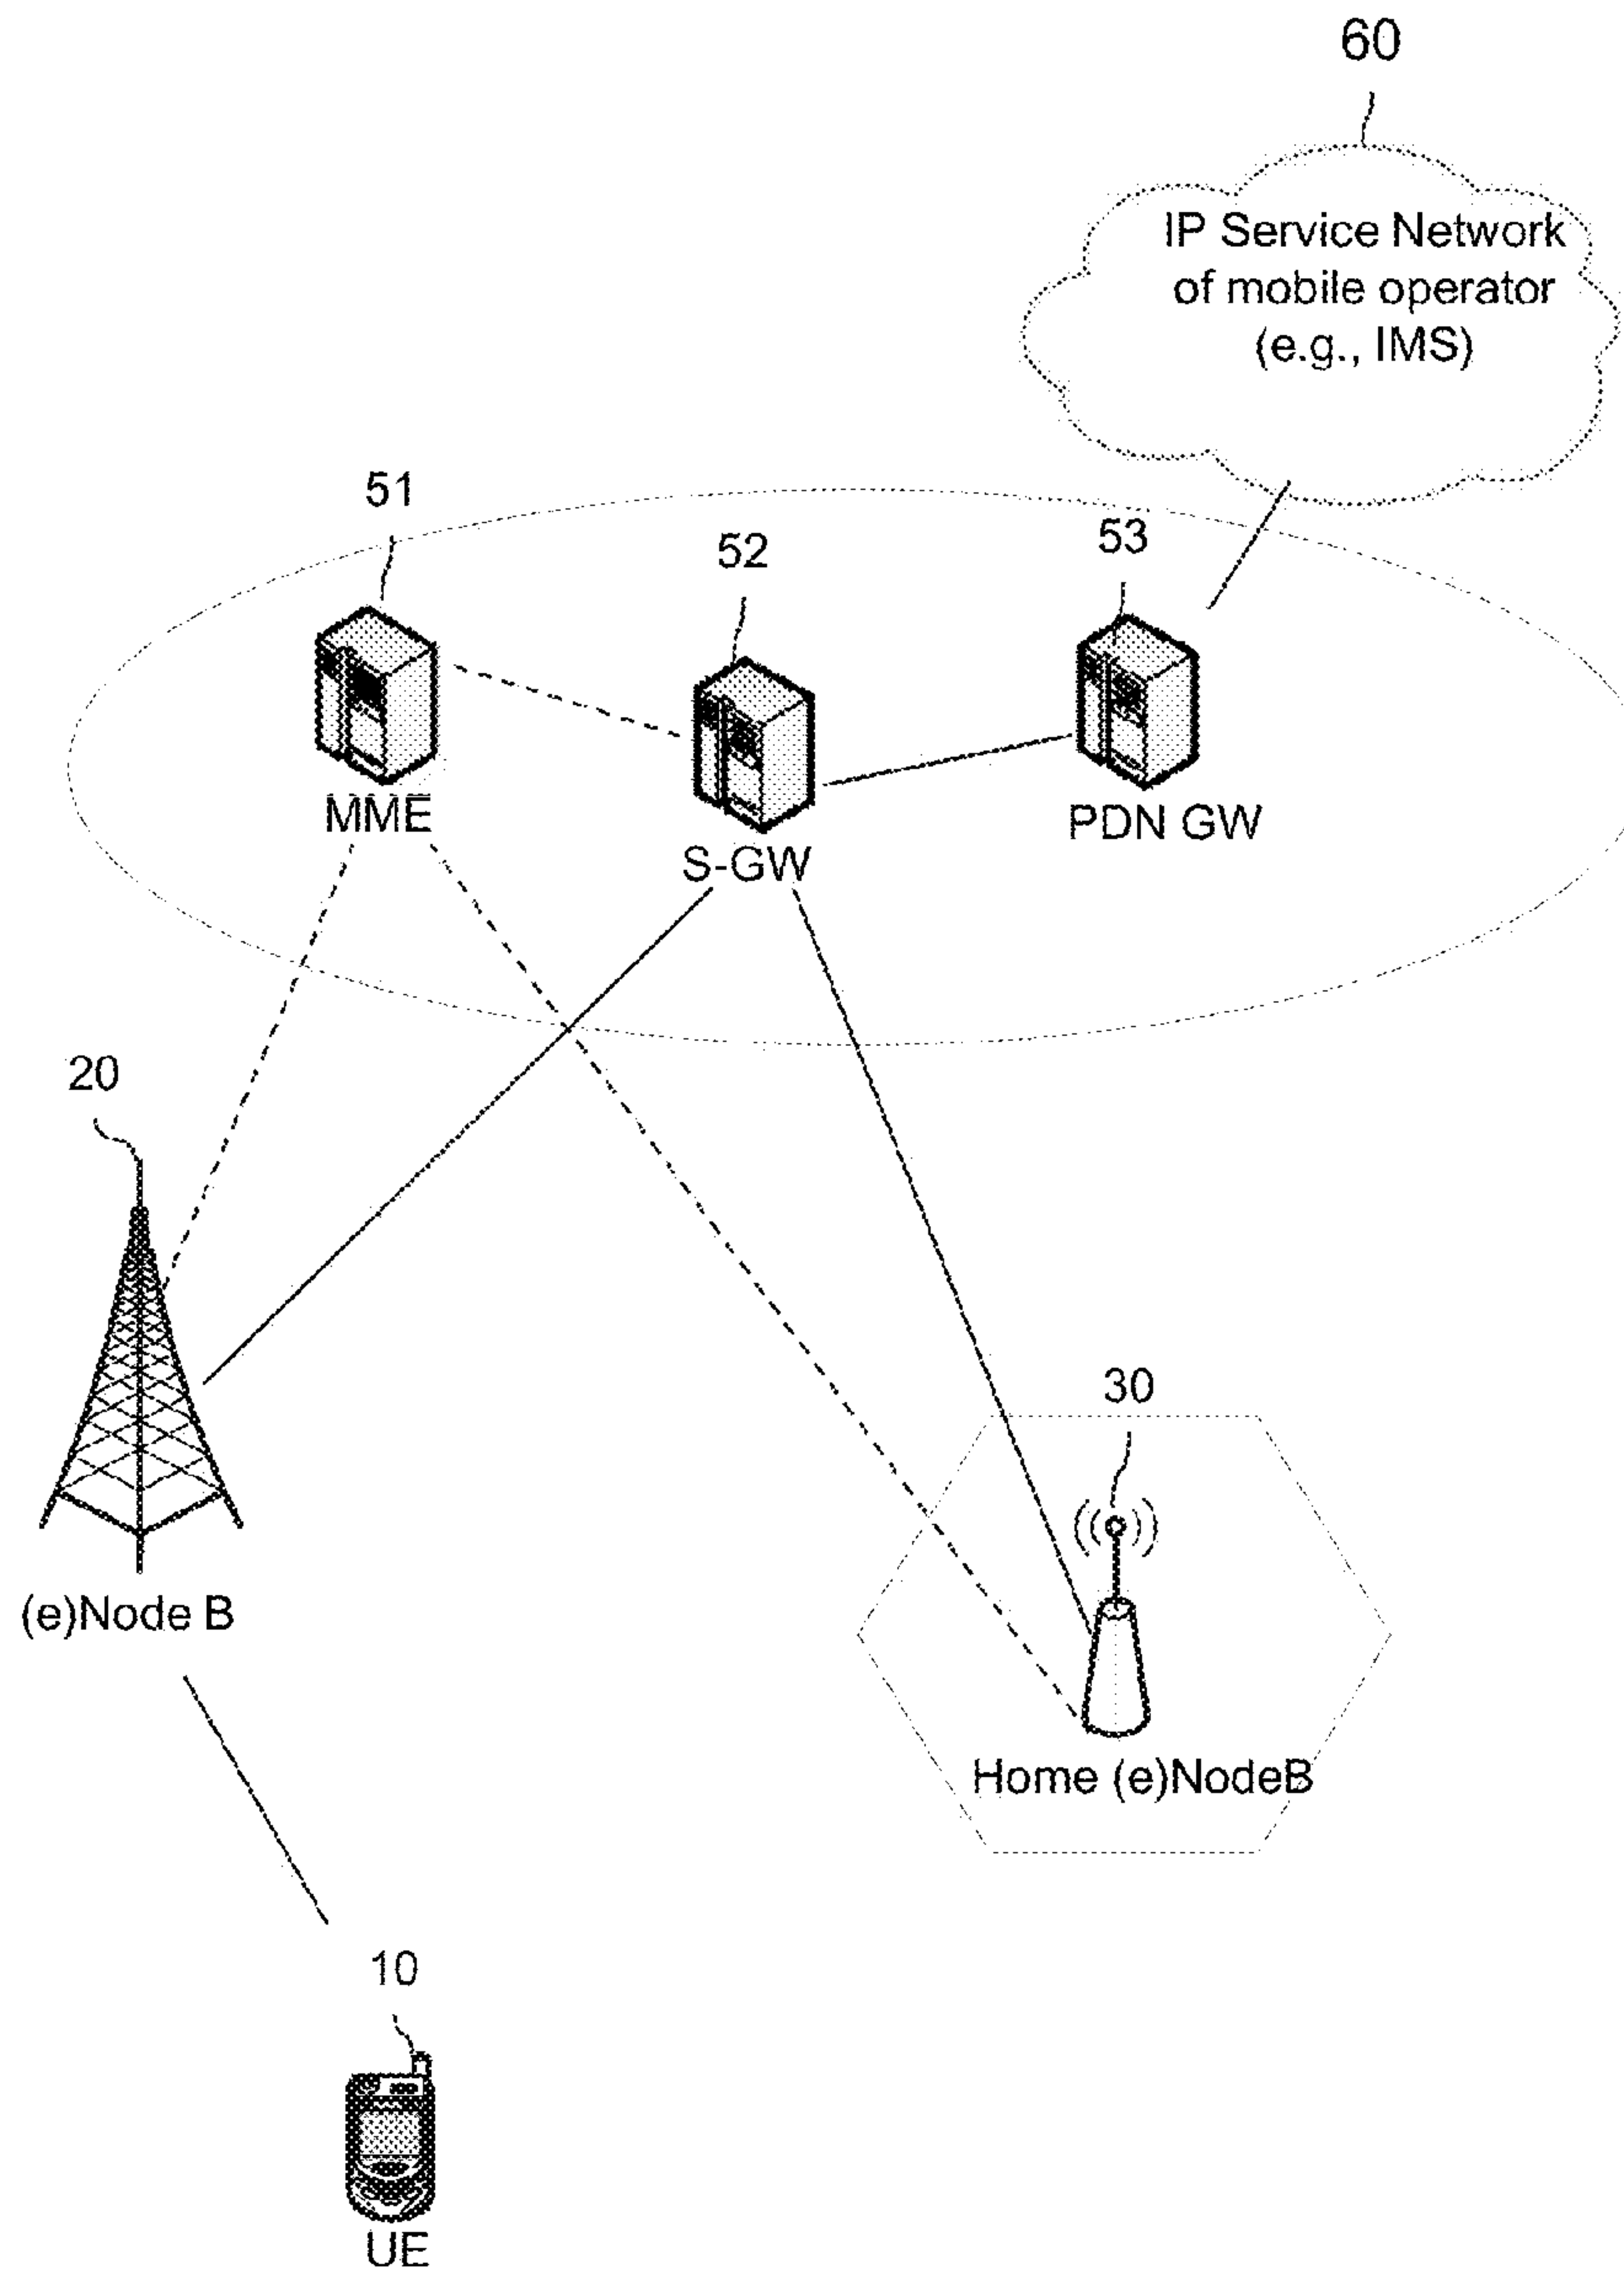 60
IP Service Network
of mobile operator
(e.g., IMS)
51
52
53
MME
S-GW
PDN GW
20
30
(e)Node B
Home (e)NodeB
10
UE